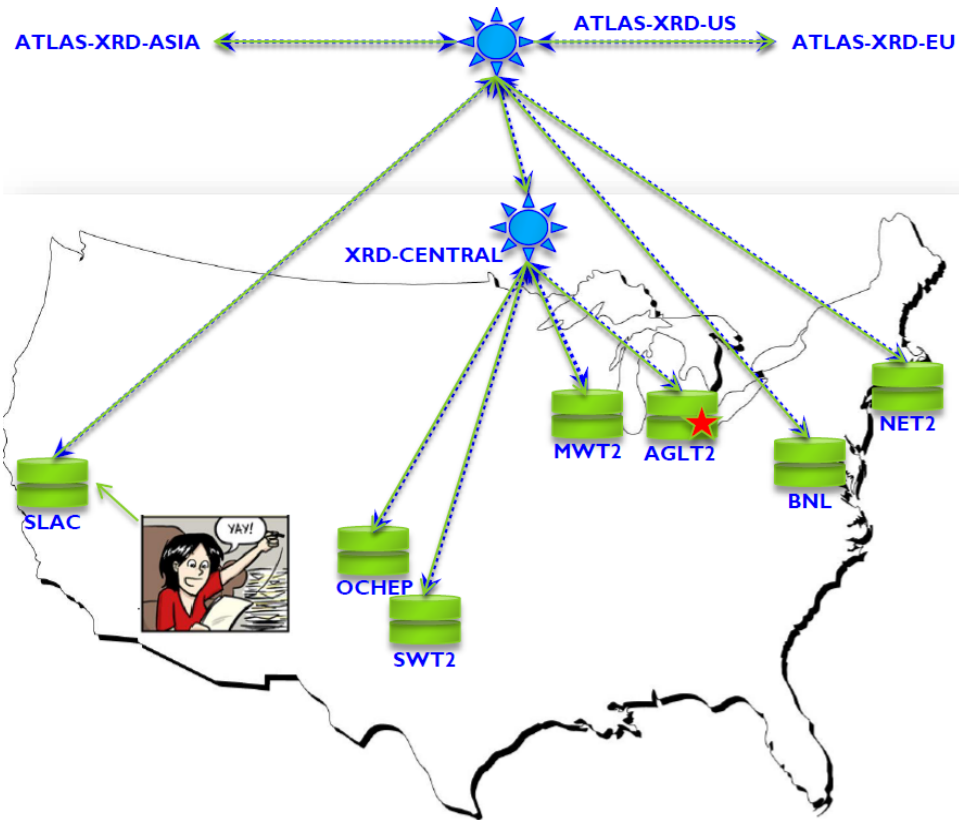 ATLAS-XRD-US
ATLAS-XRD-ASIA
ATLAS-XRD-EU
XRD-CENTRAL
NET2
MWT2
AGLT2
BNL
SLAC
YAY!
OCHEP
SWT2